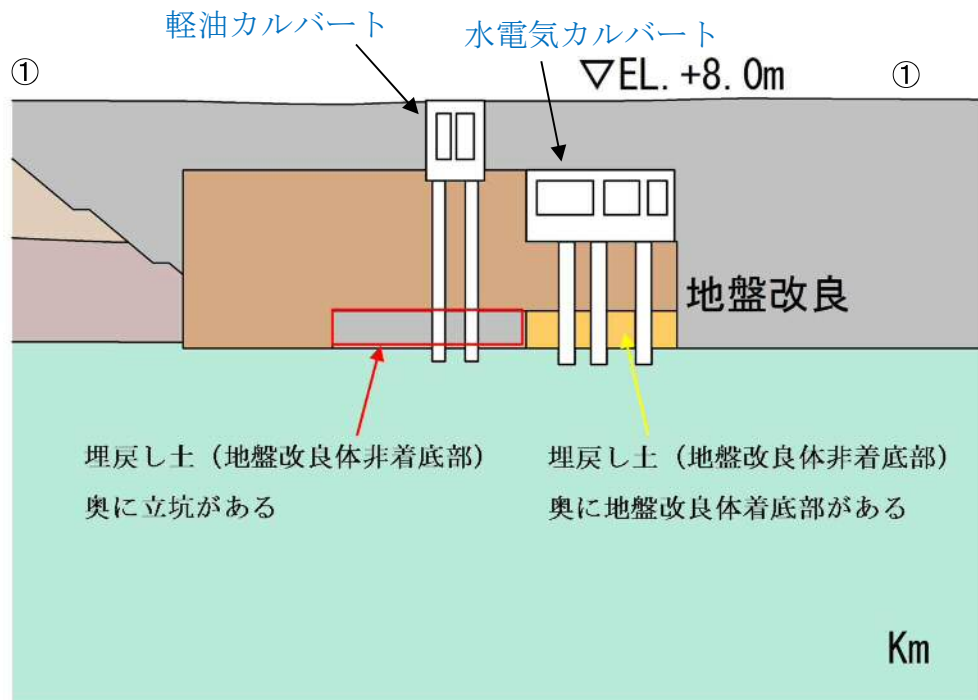 軽油カルバート
水電気カルバート
①
▽EL. +8.0m
①
地盤改良
埋戻し土（地盤改良体非着底部）
奥に立坑がある
埋戻し土（地盤改良体非着底部）
奥に地盤改良体着底部がある
Km